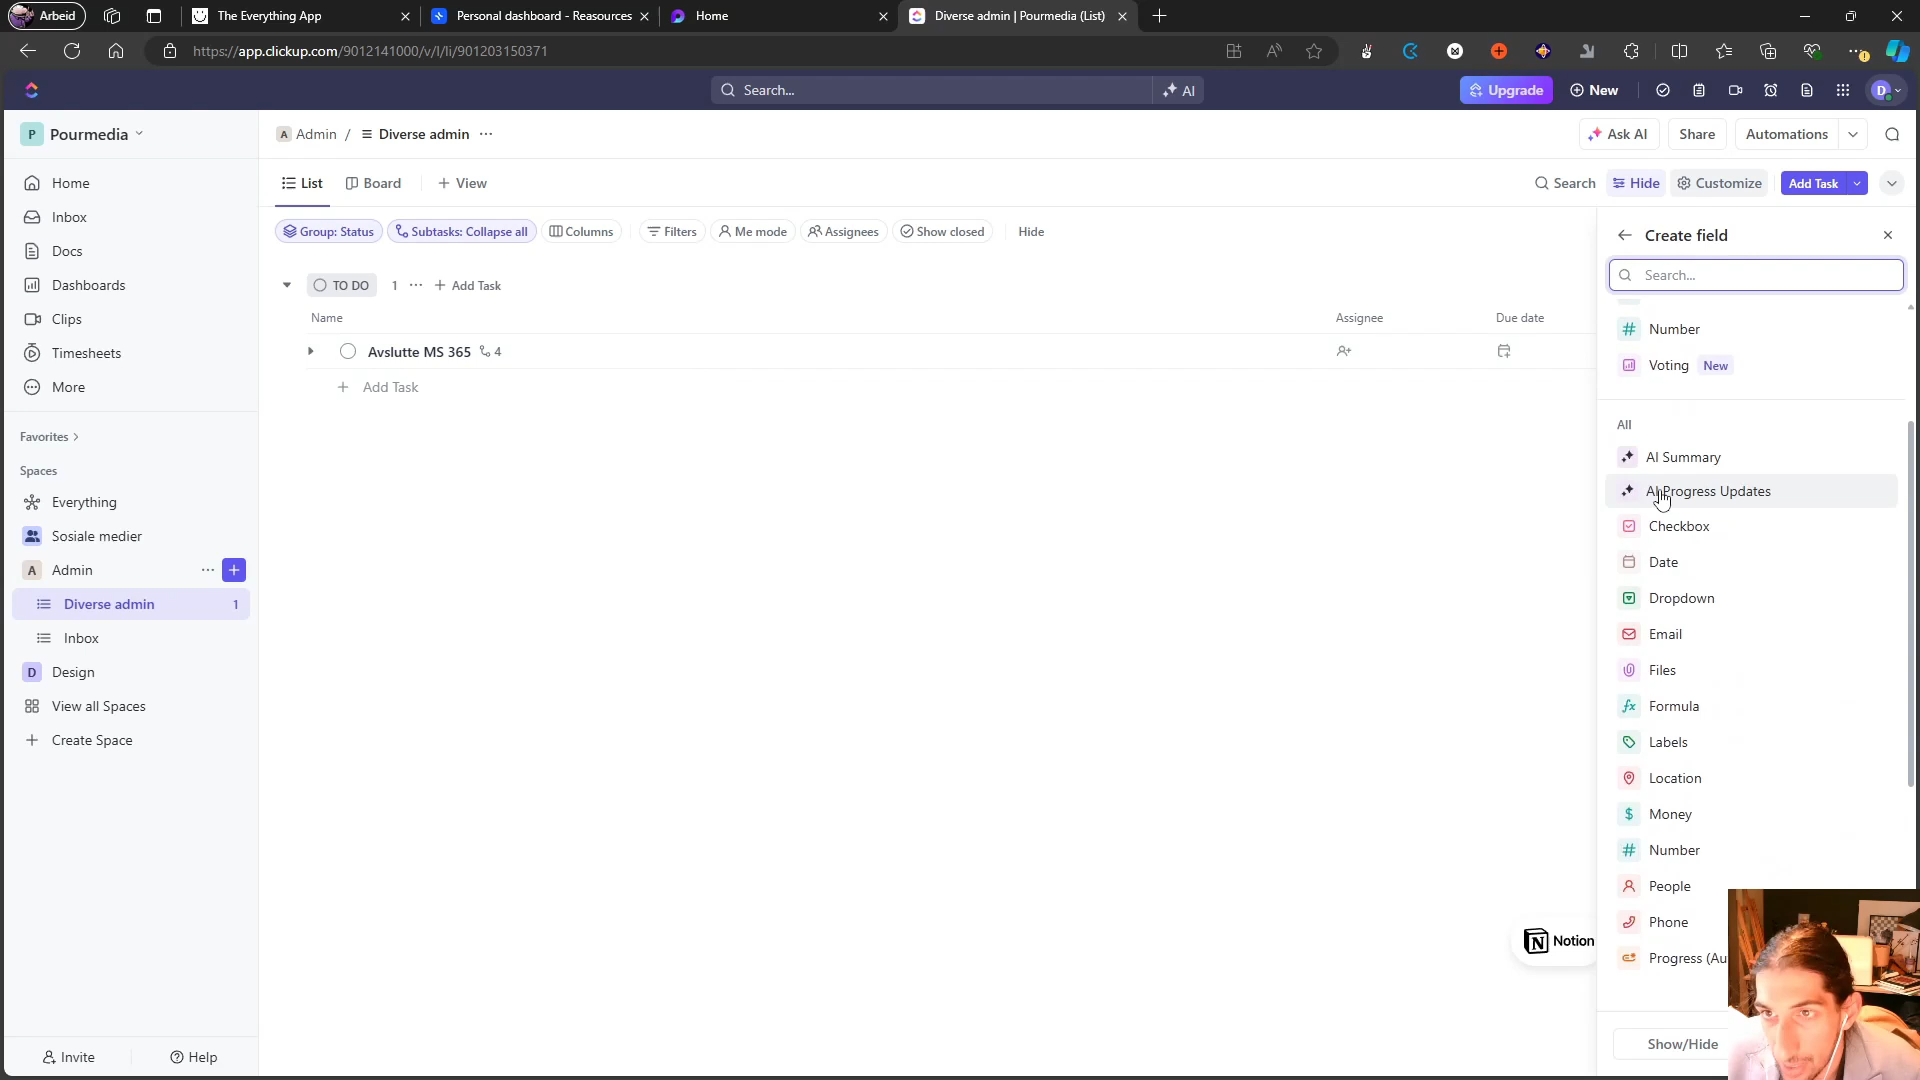 Arbeid
The Everything App
Personal dashboard - Reasources
Home
Diverse admin | Pourmedia (List)
https://app.clickup.com/9012141000/v/l/li/901203150371
Search...
AI
Upgrade
New
D
P Pourmedia
A Admin / Diverse admin
Ask AI
Share
Automations
Home
Inbox
Docs
Dashboards
Clips
Timesheets
More
Favorites
Spaces
Everything
Sosiale medier
A Admin
Diverse admin 1
Inbox
D Design
View all Spaces
Create Space
Invite
Help
List
Board
View
Search
Hide
Customize
Add Task
Group: Status
Subtasks: Collapse all
Columns
Filters
Me mode
Assignees
Show closed
Hide
TO DO 1
Add Task
Name
Assignee
Due date
Avslutte MS 365 4
Add Task
Notion
Create field
Search...
Number
Voting New
All
AI Summary
AI Progress Updates
Checkbox
Date
Dropdown
Email
Files
Formula
Labels
Location
Money
Number
People
Phone
Progress (Au
Show/Hide